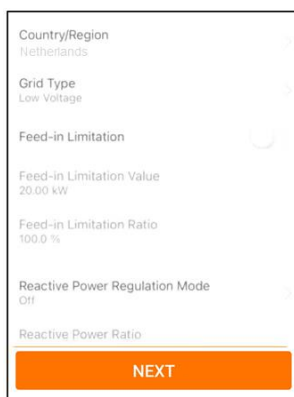 Country/Region
Netherlands
Grid Type
Low Voltage
Feed-in Limitation
Feed-in Limitation Value
20.00 kW
Feed-in Limitation Ratio
100.0 %
Reactive Power Regulation Mode
Off
Reactive Power Ratio
NEXT